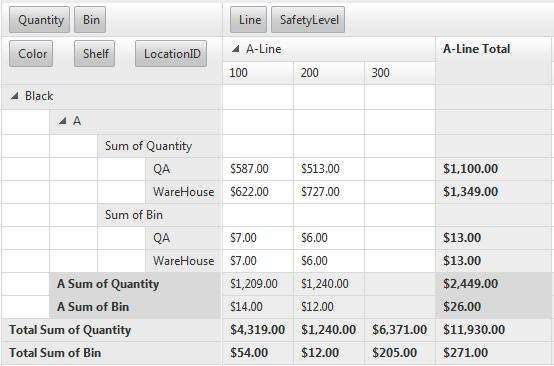 Quantity Bin Line SafetyLevel
Color Shelf LocationID A-Line A-Line Total
100 200 300
Black
A
Sum of Quantity
QA $587.00 $513.00 $1,100.00
WareHouse $622.00 $727.00 $1,349.00
Sum of Bin
QA $7.00 $6.00 $13.00
WareHouse $7.00 $6.00 $13.00
A Sum of Quantity $1,209.00 $1,240.00 $2,449.00
A Sum of Bin $14.00 $12.00 $26.00
Total Sum of Quantity $4,319.00 $1,240.00 $6,371.00 $11,930.00
Total Sum of Bin $54.00 $12.00 $205.00 $271.00